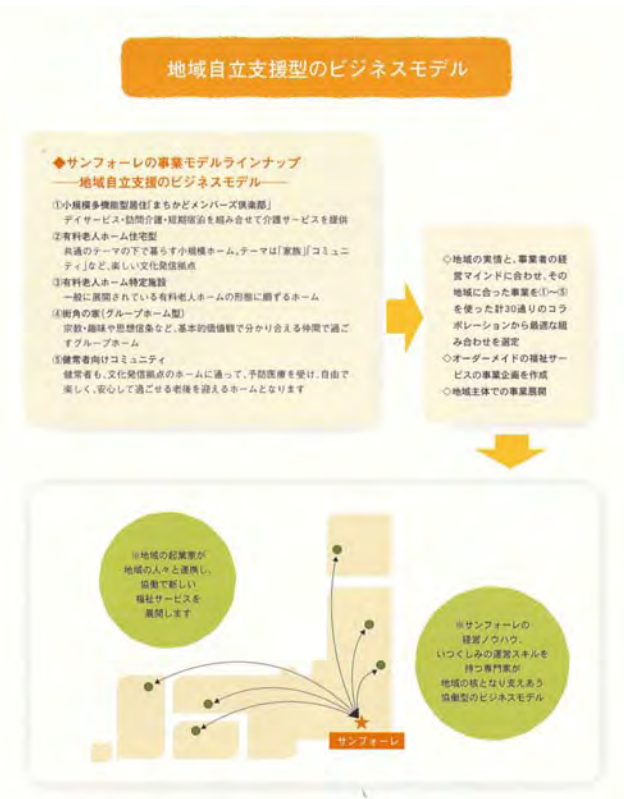 地域自立支援型のビジネスモデル
◆サンフォーレの事業モデルラインナップ
――地域自立支援のビジネスモデル――
①小規模多機能型居住「まちかどメンバーズ倶楽部」
デイサービス・訪問介護・短期宿泊を組み合せて介護サービスを提供
②有料老人ホーム住宅型
共通のテーマの下で暮らす小規模ホーム。テーマは「家族」「コミュニ
ティ」など、楽しい文化発信拠点
③有料老人ホーム特定施設
一般に展開されている有料老人ホームの形態に順ずるホーム
④街角の家(グループホーム型)
宗教・趣味や思想信条など、基本的価値観で分かり合える仲間で過ご
すグループホーム
⑤健常者向けコミュニティ
健常者も、文化発信拠点のホームに通って、予防医療を受け、自由で
楽しく、安心して過ごせる老後を迎えるホームとなります
◇地域の実情と、事業者の経
営マインドに合わせ、その
地域に合った事業を①〜⑤
を使った計30通りのコラ
ボレーションから最適な組
み合わせを選定
◇オーダーメイドの福祉サー
ビスの事業企画を作成
◇地域主体での事業展開
※地域の起業家が
地域の人々と連携し、
協働で新しい
福祉サービスを
展開します
※サンフォーレの
経営ノウハウ、
いつくしみの運営スキルを
持つ専門家が
地域の核となり支えあう
協働型のビジネスモデル
サンフォーレ